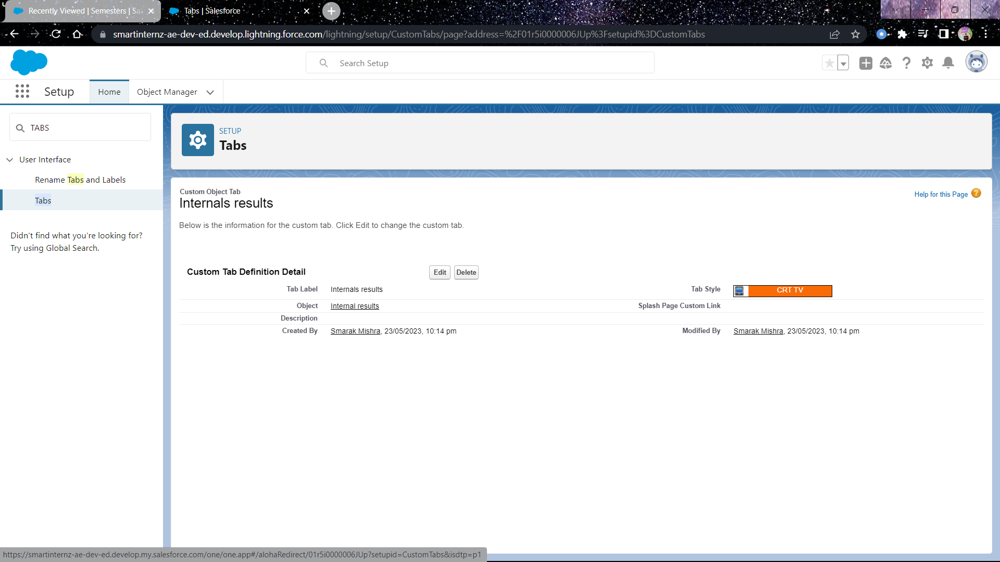 Recently Viewed | Semesters | Sa
Tabs | Salesforce
smartinternz-ae-dev-ed.develop.lightning.force.com/lightning/setup/CustomTabs/page?address=%2F01r5i0000006JUp%3Fsetupid%3DCustomTabs
Search Setup
Setup
Home
Object Manager
TABS
User Interface
Rename Tabs and Labels
Tabs
Didn't find what you're looking for?
Try using Global Search.
SETUP
Tabs
Custom Object Tab
Internals results
Help for this Page
Below is the information for the custom tab. Click Edit to change the custom tab.
Custom Tab Definition Detail
Edit
Delete
Tab Label Internals results Tab Style CRT TV
Object Internal results Splash Page Custom Link
Description
Created By Smarak Mishra, 23/05/2023, 10:14 pm Modified By Smarak Mishra, 23/05/2023, 10:14 pm
https://smartinternz-ae-dev-ed.develop.my.salesforce.com/one/one.app#/alohaRedirect/01r5i0000006JUp?setupid=CustomTabs&isdtp=p1